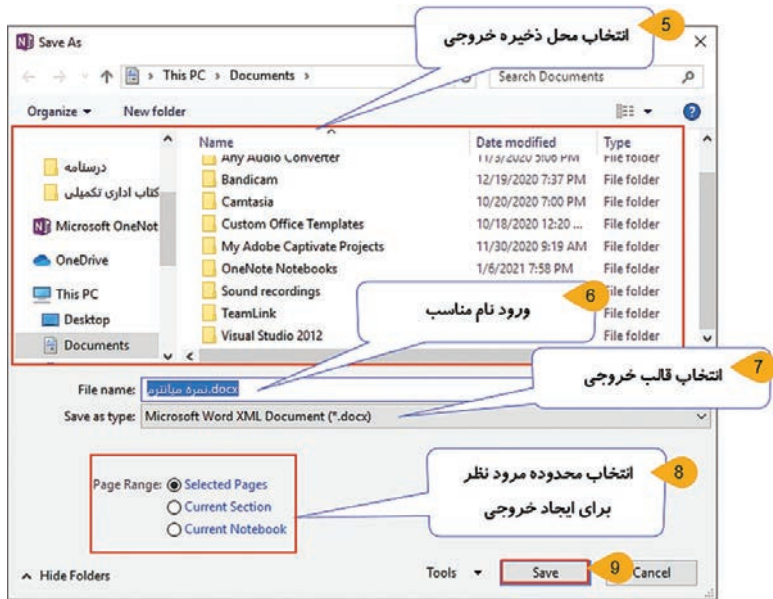 5
انتخاب محل ذخیره خروجی
Save As
This PC > Documents >
Search Documents
Organize
New folder
Name
Date modified
Type
Any Audio Converter 11/3/2020 5:06 PM File folder
Bandicam 12/19/2020 7:37 PM File folder
Camtasia 10/20/2020 7:00 PM File folder
Custom Office Templates 10/18/2020 12:20 ... File folder
My Adobe Captivate Projects 11/30/2020 9:19 AM File folder
OneNote Notebooks 1/6/2021 7:58 PM File folder
Sound recordings ile folder
TeamLink File folder
Visual Studio 2012 File folder
درسنامه
کتاب اداری تکمیلی
Microsoft OneNot
OneDrive
This PC
Desktop
Documents
6
ورود نام مناسب
7
انتخاب قالب خروجی
File name: نمره میانترم.docx
Save as type: Microsoft Word XML Document (*.docx)
8
انتخاب محدوده مرود نظر
برای ایجاد خروجی
Page Range: Selected Pages
Current Section
Current Notebook
Hide Folders
Tools
Save
9
Cancel